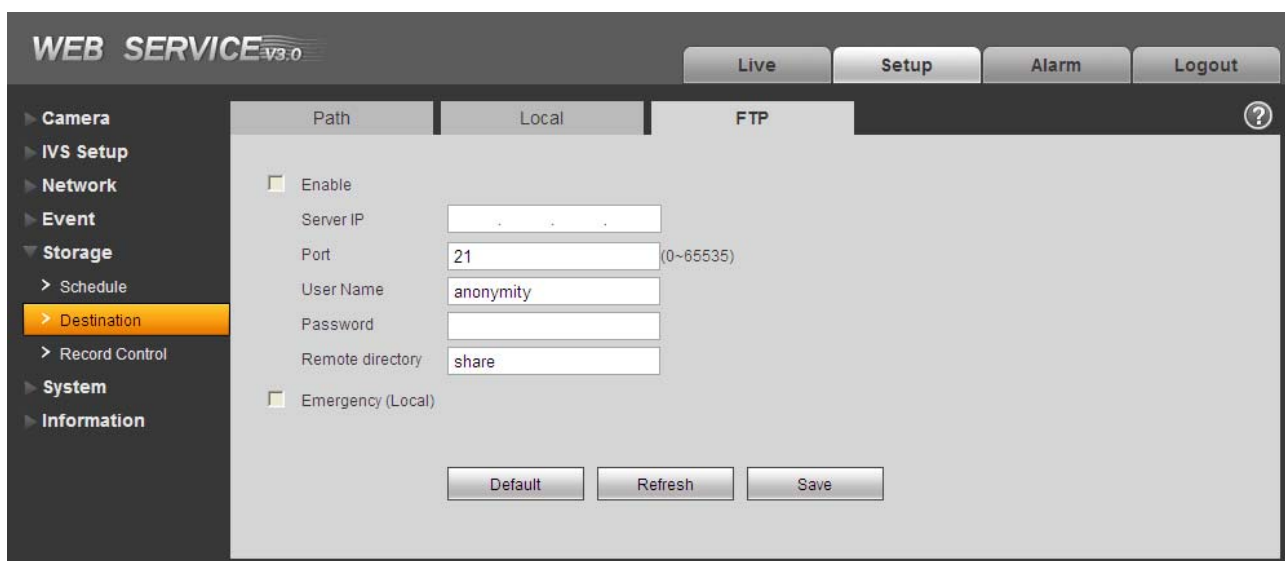 WEB SERVICE V3.0
Live
Setup
Alarm
Logout
Camera
IVS Setup
Network
Event
Storage
> Schedule
> Destination
> Record Control
System
Information
Path
Local
FTP
?
Enable
Server IP . . .
Port 21 (0~65535)
User Name anonymity
Password
Remote directory share
Emergency (Local)
Default
Refresh
Save